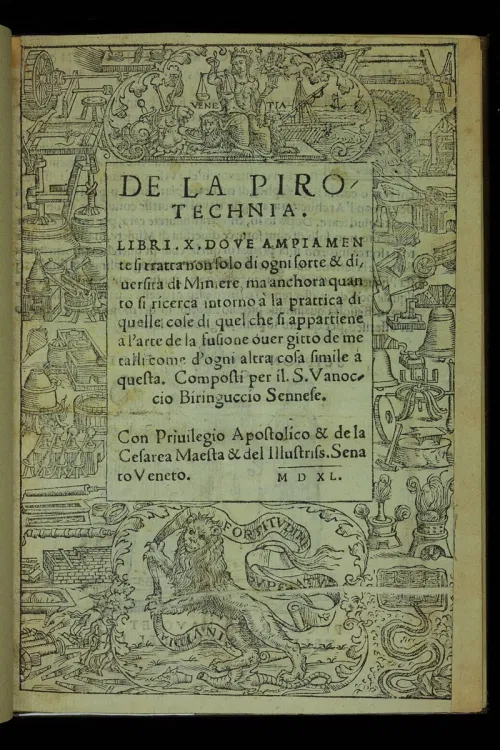 VENE TIA
DE LA PIRO
TECHNIA.
LIBRI. X. DOVE AMPIAMEN
te si tratta non solo di ogni sorte & di,
uersita di Miniere, ma anchora quan
to si ricerca intorno à la prattica di
quelle cose di quel che si appartiene
a l'arte de la fusione ouer gitto de me
talli come d'ogni altra cosa simile à
questa. Composti per il. S. Vanoc,
cio Biringuccio Sennese.
Con Priuilegio Apostolico & de la
Cesarea Maesta & del Illustriss. Sena
to Veneto. M D XL.
FORTITVDINI